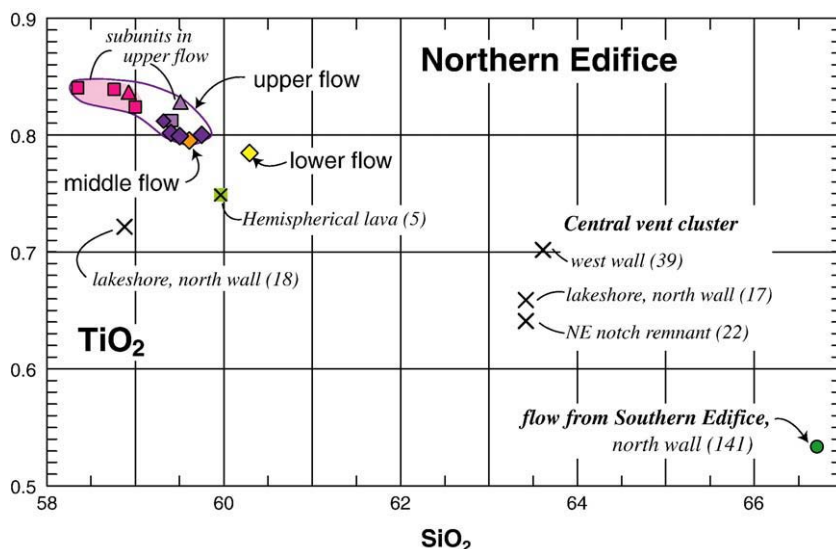 0.9
subunits in
upper flow
Northern Edifice
upper flow
0.8
lower flow
middle flow
Hemispherical lava (5)
Central vent cluster
0.7
west wall (39)
lakeshore, north wall (18)
lakeshore, north wall (17)
NE notch remnant (22)
TiO₂
0.6
flow from Southern Edifice,
north wall (141)
0.5
58
60
62
64
66
SiO₂